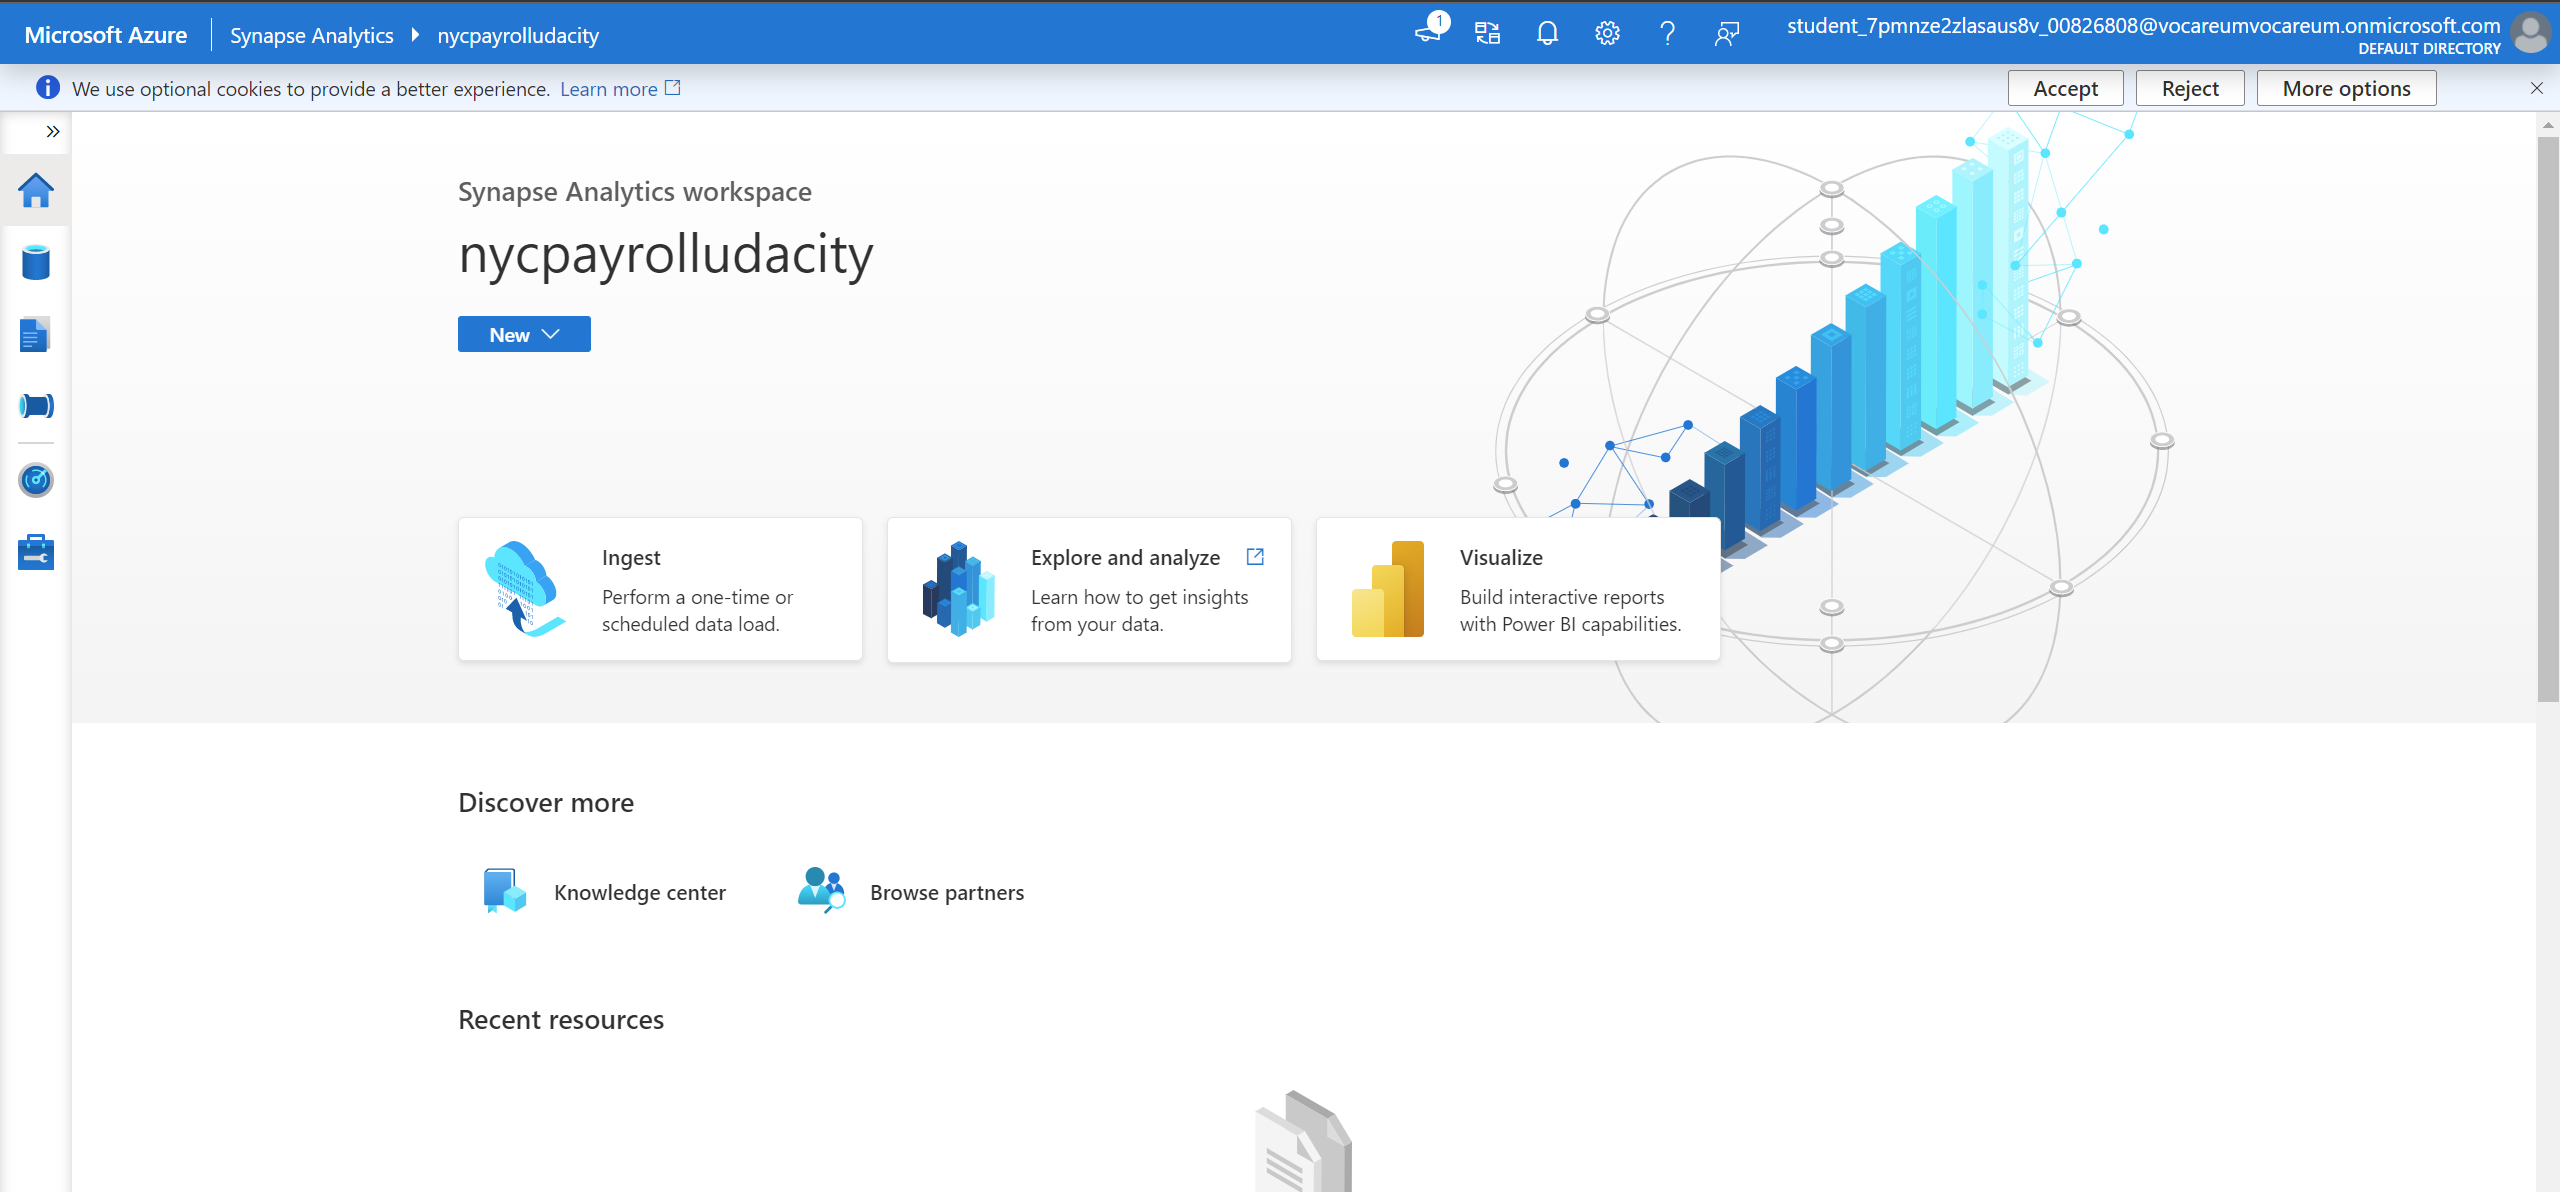 Microsoft Azure
Synapse Analytics
nycpayrolludacity
1
student_7pmnze2zlasaus8v_00826808@vocareumvocareum.onmicrosoft.com
DEFAULT DIRECTORY
We use optional cookies to provide a better experience. Learn more
Accept
Reject
More options
Synapse Analytics workspace
nycpayrolludacity
New
Ingest
Perform a one-time or
scheduled data load.
Explore and analyze
Learn how to get insights
from your data.
Visualize
Build interactive reports
with Power BI capabilities.
Discover more
Knowledge center
Browse partners
Recent resources